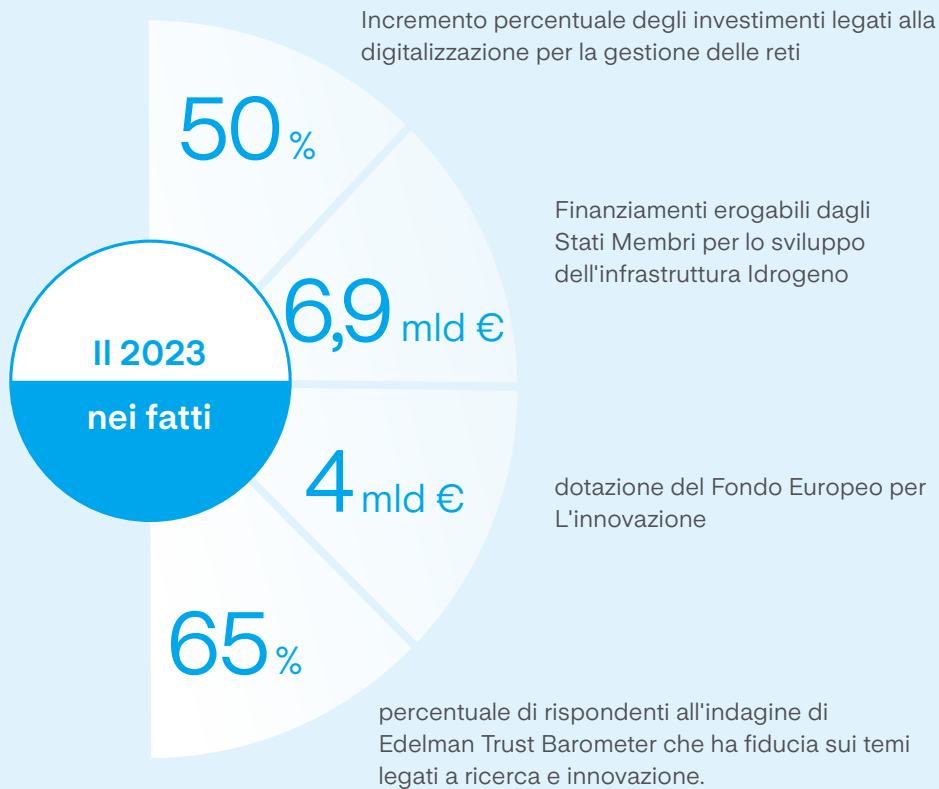 Incremento percentuale degli investimenti legati alla
digitalizzazione per la gestione delle reti
50 %
Finanziamenti erogabili dagli
Stati Membri per lo sviluppo
dell'infrastruttura Idrogeno
6,9 mld €
Il 2023
nei fatti
4 mld €
dotazione del Fondo Europeo per
L'innovazione
65 %
percentuale di rispondenti all'indagine di
Edelman Trust Barometer che ha fiducia sui temi
legati a ricerca e innovazione.